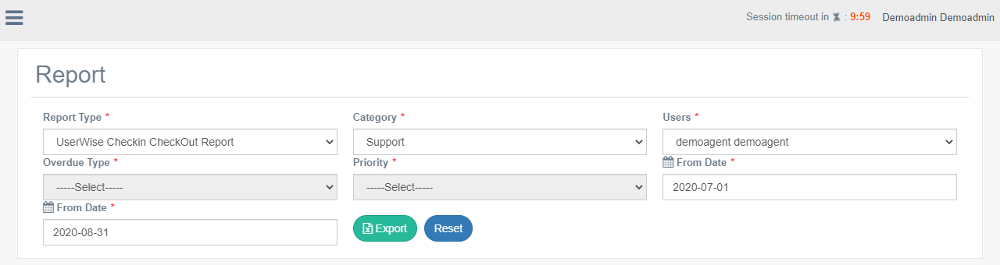 Session timeout in : 9:59 Demoadmin Demoadmin
Report
Report Type * Category * Users *
UserWise Checkin CheckOut Report Support demoagent demoagent
Overdue Type * Priority * From Date *
-----Select----- -----Select----- 2020-07-01
From Date *
2020-08-31 Export Reset